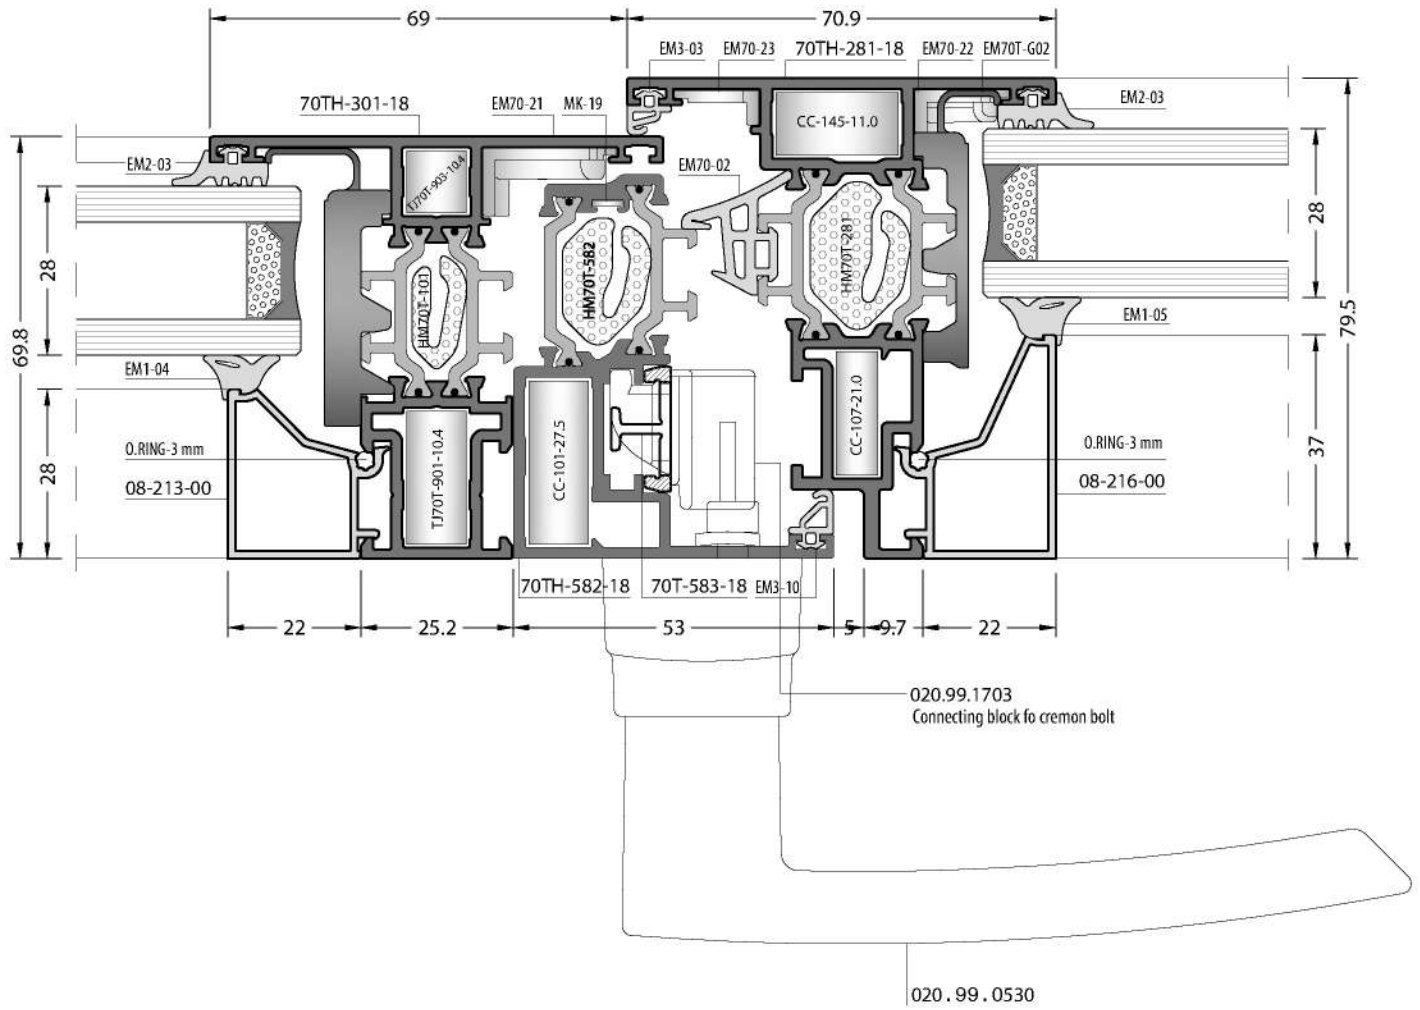 69
70.9
EM3-03
EM70-23
70TH-281-18
EM70-22
EM70T-G02
70TH-301-18
EM70-21
MK-19
EM2-03
CC-145-11.0
EM2-03
TJ70T-903-10.4
EM70-02
28
28
HM70T-101
HM70T-582
HM70T-281
69.8
79.5
EM1-05
EM1-04
CC-107-21.0
28
37
O.RING-3 mm
O.RING-3 mm
08-213-00
08-216-00
TJ70T-901-10.4
CC-101-27.5
70TH-582-18
70T-583-18
EM3-10
22
25.2
53
5
9.7
22
020.99.1703
Connecting block fo cremon bolt
020.99.0530